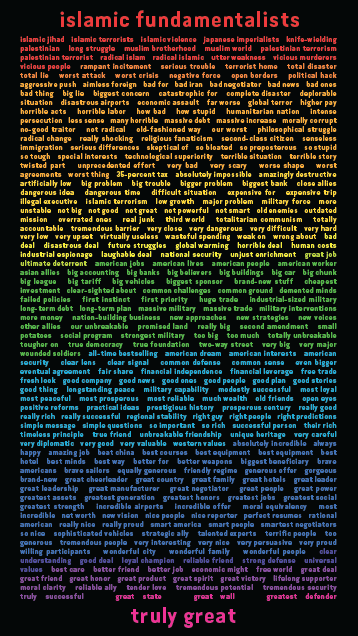 islamic fundamentalists
islamic jihad islamic terrorists islamic violence japanese imperialists knife-wielding
palestinian long struggle muslim brotherhood muslim world palestinian terrorism
palestinian terrorist radical islam radical islamic utter weakness vicious murderers
vicious people rampant incitement serious trouble terrorist home total disaster
total lie worst attack worst crisis negative force open borders political hack
aggressive push aimless fiction bad for bad iran bad negotiator bad news bad ones
bad thing big lie biggest concern catastrophic for complete disaster deplorable
situation disastrous airports economic assault far worse global terror higher pay
horrible acts horrible labor how bad how stupid humanitarian nation intense
persecution less many horrible massive debt massive increase morally corrupt
no-good traitor not radical old-fashioned way our worst philosophical struggle
radical change really shocking religious fanaticism second-class citizen senseless
immigration serious differences skeptical of so bloated so preposterous so stupid
so tough special interests technological superiority terrible situation terrible story
twisted part unprecedented effort very bad very scary worse shape worst
agreements worst thing 35-percent tax absolutely impossible amazingly destructive
artificially low big problem big trouble bigger problem biggest bank close allies
dangerous idea dangerous time difficult situation expensive for expensive trip
illegal executive islamic terrorism low growth major problem military force more
unstable not big not good not great not powerful not smart old enemies outdated
mission overrated ones real junk third world totalitarian communism totally
accountable tremendous barrier very close very dangerous very difficult very hard
very low very upset virtually useless wasteful spending weak on wrong about bad
deal disastrous deal future struggles global warming horrible deal human costs
industrial espionage laughable deal national security unjust enrichment great job
ultimate deterrent american jobs american lives american people american worker
asian allies big accounting big banks big believers big buildings big car big chunk
big league big tariff big vehicles biggest sponsor brand-new stuff cheapest
investment clear-sighted about common challenges common ground demented minds
failed policies first instinct first priority huge trade industrial-sized military
long-term debt long-term plan massive military massive trade military interventions
more money nation-building business new approaches new strategies new voices
other allies our unbreakable promised land really big second amendment small
potatoes social program strongest military too big too much totally unbreakable
tougher on true democracy true foundation two-way street very big very major
wounded soldiers all-time bestselling american dream american interests american
security clear lens clear signal common defense common sense even bigger
eventual agreement fair share financial independence financial leverage free trade
fresh look good company good news good ones good people good plan good stories
good thing longstanding peace military capability modestly successful most loyal
most peaceful most prosperous most reliable much wealth old friends open eyes
positive reforms practical ideas prestigious history prosperous century really good
really rich really successful regional stability right guy right people right predictions
simple message simple questions so important so rich successful person their rich
timeless principle true friend unbreakable friendship unique heritage very careful
very diplomatic very good very valuable western values absolutely incredible always
happy amazing job best china best courses best equipment best equipment best
hotel best minds best way better for better weapons biggest beneficiary brave
americans brave sailors equally generous friendly regime generous offer gorgeous
brand-new great cheerleader great country great family great hotels great leader
great leadership great manufacturer great negotiator great people great power
greatest assets greatest generation greatest honors greatest jobs greatest social
greatest strength incredible airports incredible offer moral equivalency most
incredible not worth now vision nice people nice reporter perfect resumes rational
american really nice really proud smart america smart people smartest negotiators
so nice sophisticated vehicles strategic ally talented experts terrific people too
generous tremendous people very interesting very nice very persuasive very proud
willing participants wonderful city wonderful family wonderful people clear
understanding good deal loyal champion reliable friend strong defense universal
values best career better friend better job economic might free world great deal
great friend great honor great product great spirit great victory lifelong supporter
moral clarity reliable ally tander love tremendous potential tremendous security
truly successful great state great wall greatest defender
truly great